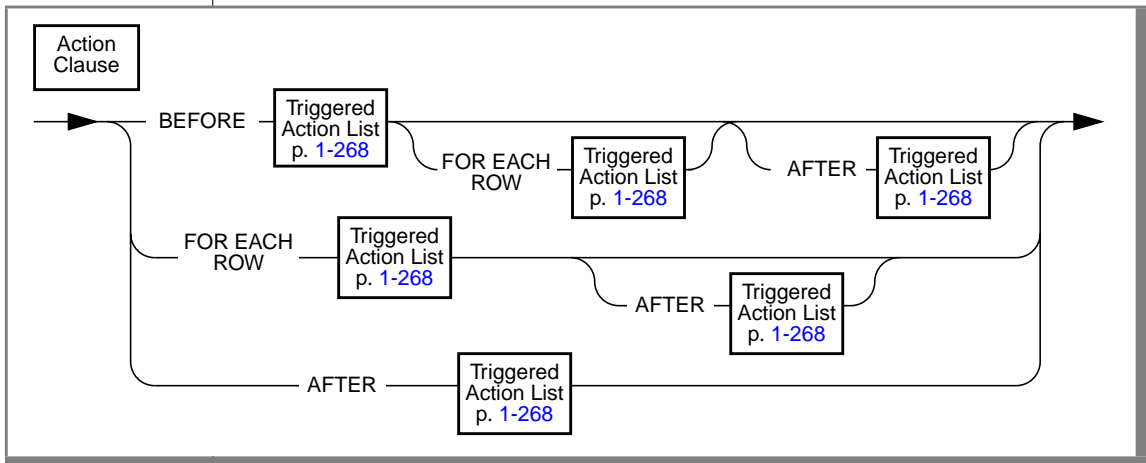 Action
Clause
BEFORE
Triggered
Action List
p. 1-268
FOR EACH
ROW
Triggered
Action List
p. 1-268
AFTER
Triggered
Action List
p. 1-268
FOR EACH
ROW
Triggered
Action List
p. 1-268
AFTER
Triggered
Action List
p. 1-268
AFTER
Triggered
Action List
p. 1-268